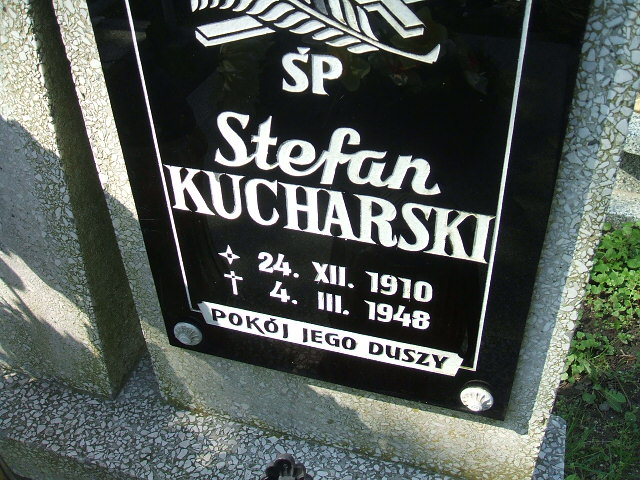 ŚP
Stefan
KUCHARSKI
24. XII. 1910
4. III. 1948
POKÓJ JEGO DUSZY